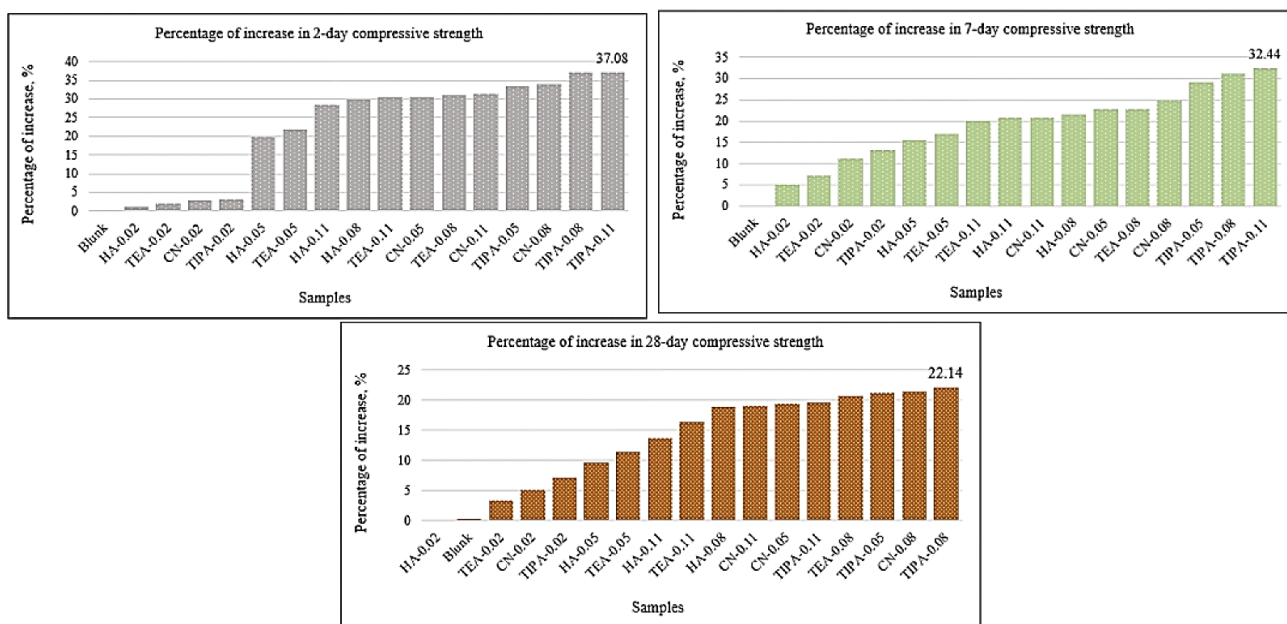 Percentage of increase in 2-day compressive strength
Percentage of increase, %
40
35
30
25
20
15
10
5
0
37.08
Blunk
HA-0.02
TEA-0.02
CN-0.02
TIPA-0.02
HA-0.05
TEA-0.05
HA-0.11
HA-0.08
TEA-0.11
CN-0.05
TEA-0.08
CN-0.11
TIPA-0.05
CN-0.08
TIPA-0.08
TIPA-0.11
Samples
Percentage of increase in 7-day compressive strength
Percentage of increase, %
35
30
25
20
15
10
5
0
32.44
Blunk
HA-0.02
TEA-0.02
CN-0.02
TIPA-0.02
HA-0.05
TEA-0.05
TEA-0.11
HA-0.11
CN-0.11
HA-0.08
CN-0.05
TEA-0.08
CN-0.08
TIPA-0.05
TIPA-0.08
TIPA-0.11
Samples
Percentage of increase in 28-day compressive strength
Percentage of increase, %
25
20
15
10
5
0
22.14
HA-0.02
Blunk
TEA-0.02
CN-0.02
TIPA-0.02
HA-0.05
TEA-0.05
HA-0.11
TEA-0.11
HA-0.08
CN-0.11
CN-0.05
TIPA-0.11
TEA-0.08
TIPA-0.05
CN-0.08
TIPA-0.08
Samples